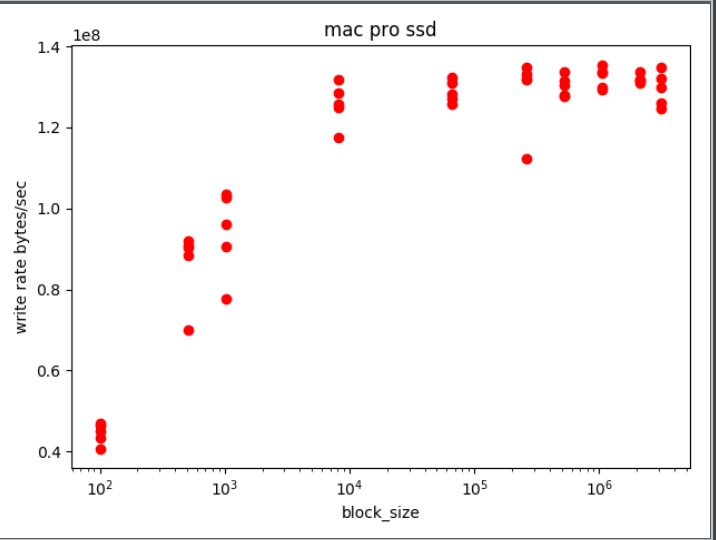 mac pro ssd
1e8
1.4
1.2
1.0
0.8
0.6
0.4
write rate bytes/sec
10²
10³
10⁴
10⁵
10⁶
block_size